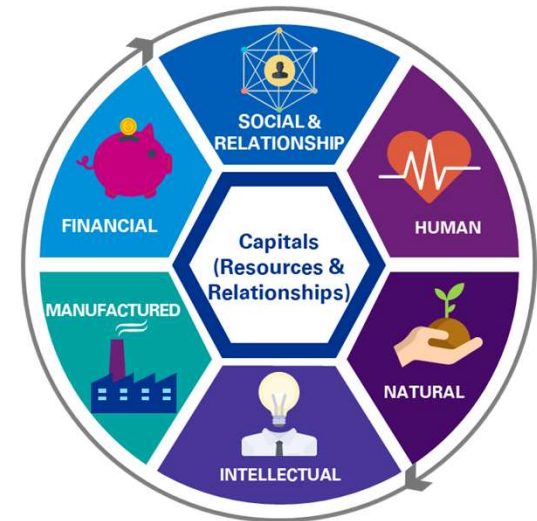 SOCIAL &
RELATIONSHIP
HUMAN
NATURAL
INTELLECTUAL
MANUFACTURED
FINANCIAL
Capitals
(Resources &
Relationships)